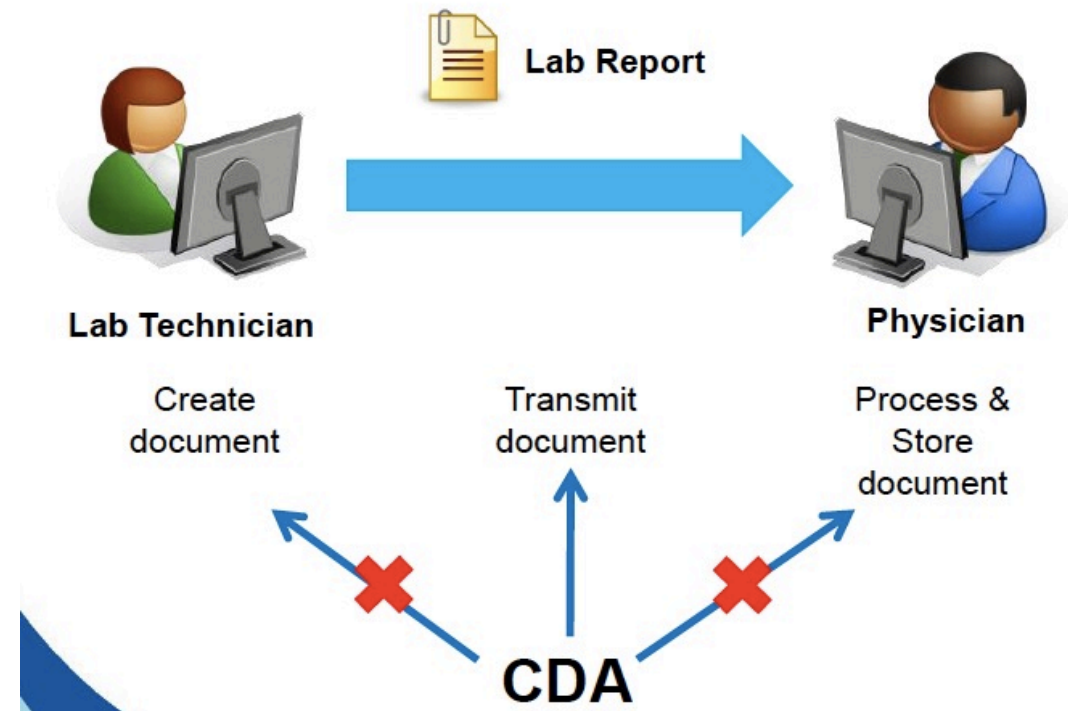 Lab Report
Lab Technician
Physician
Create
document
Transmit
document
Process &
Store
document
CDA